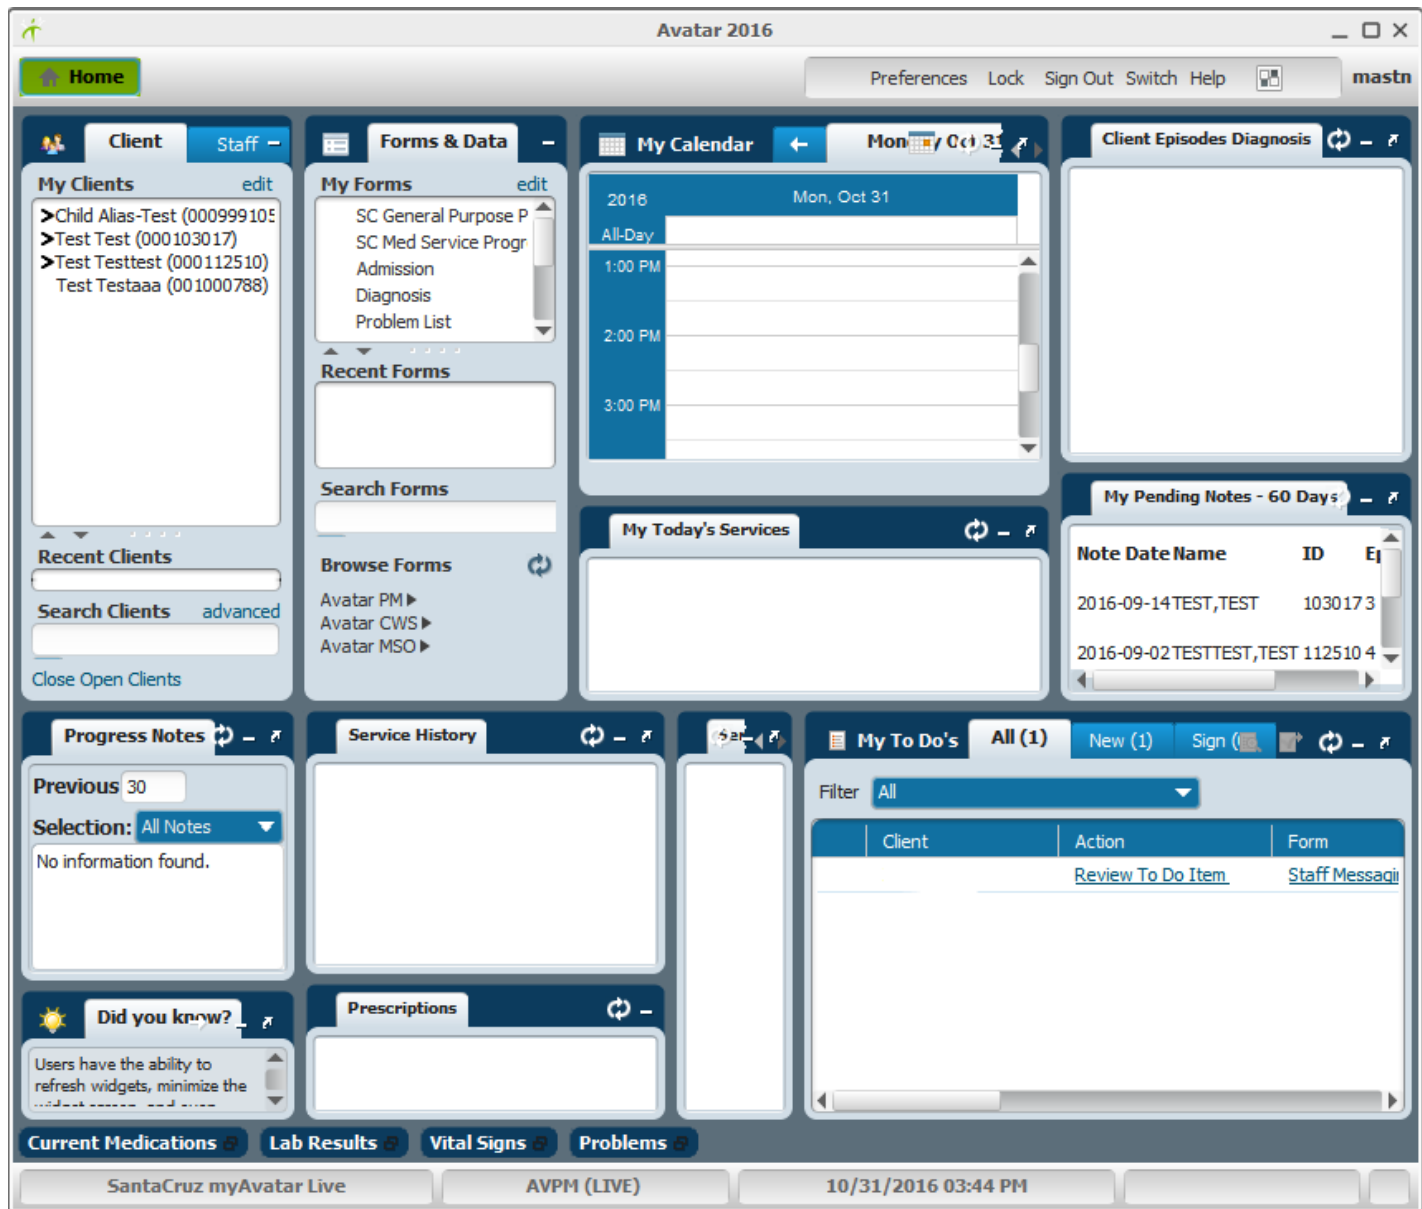 Avatar 2016
Home
Preferences Lock Sign Out Switch Help
mastn
Client
Staff
My Clients edit
Child Alias-Test (000999105
Test Test (000103017)
Test Testtest (000112510)
Test Testaaa (001000788)
Recent Clients
Search Clients advanced
Close Open Clients
Forms & Data
My Forms edit
SC General Purpose P
SC Med Service Progr
Admission
Diagnosis
Problem List
Recent Forms
Search Forms
Browse Forms
Avatar PM
Avatar CWS
Avatar MSO
My Calendar
Oct 31
2016 Mon, Oct 31
All-Day
1:00 PM
2:00 PM
3:00 PM
My Today's Services
Client Episodes Diagnosis
My Pending Notes - 60 Days
Note Date Name ID
2016-09-14 TEST,TEST 103017 3
2016-09-02 TESTTEST,TEST 112510 4
Progress Notes
Previous 30
Selection: All Notes
No information found.
Did you know?
Users have the ability to
refresh widgets, minimize the
Service History
Prescriptions
My To Do's
All (1)
New (1)
Sign (
Filter All
Client Action Form
Review To Do Item Staff Messagi
Current Medications
Lab Results
Vital Signs
Problems
SantaCruz myAvatar Live
AVPM (LIVE)
10/31/2016 03:44 PM